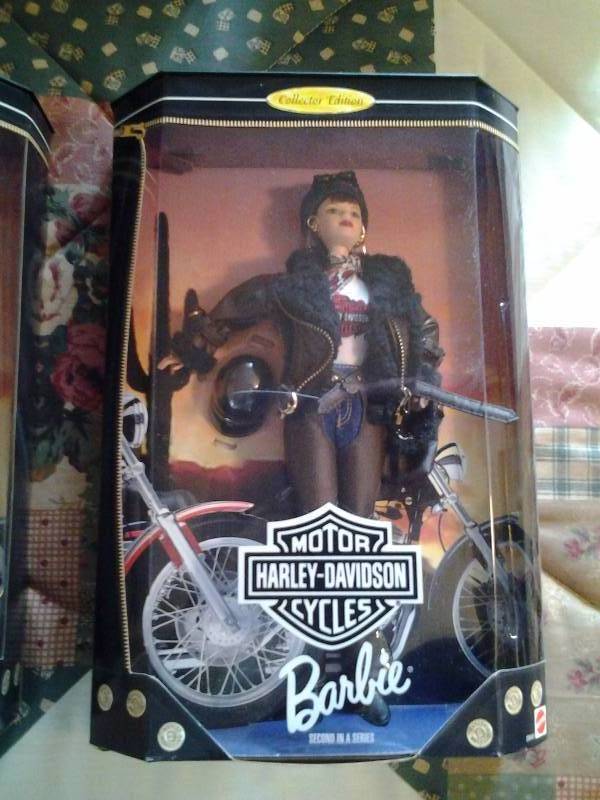 Collector Edition
MOTOR
HARLEY-DAVIDSON
CYCLES
Barbie
SECOND IN A SERIES